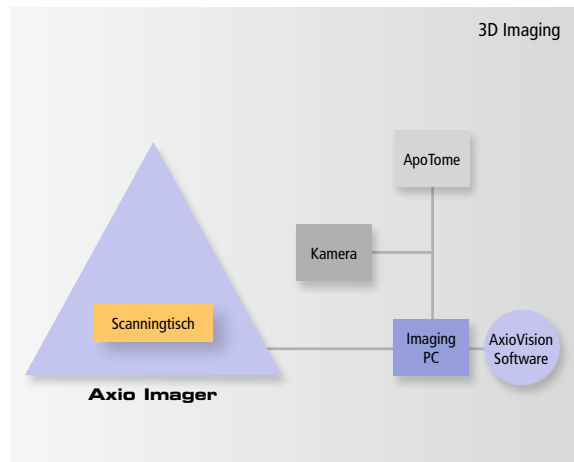 3D Imaging
ApoTome
Kamera
Scanningtisch
Imaging
PC
AxioVision
Software
Axio Imager